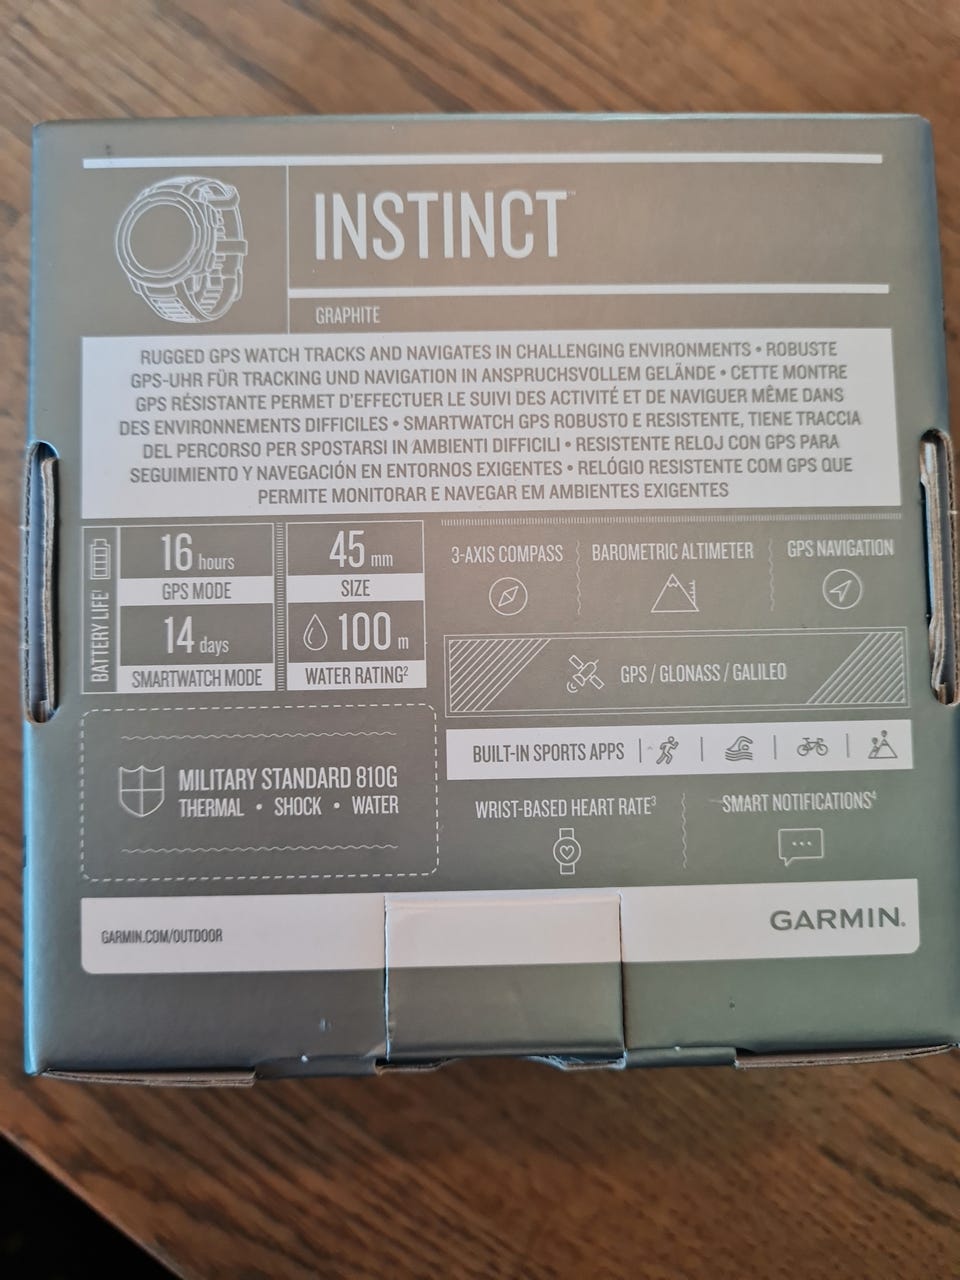 INSTINCT™
GRAPHITE
RUGGED GPS WATCH TRACKS AND NAVIGATES IN CHALLENGING ENVIRONMENTS • ROBUSTE
GPS-UHR FÜR TRACKING UND NAVIGATION IN ANSPRUCHSVOLLEM GELÄNDE • CETTE MONTRE
GPS RÉSISTANTE PERMET D'EFFECTUER LE SUIVI DES ACTIVITÉ ET DE NAVIGUER MÊME DANS
DES ENVIRONNEMENTS DIFFICILES • SMARTWATCH GPS ROBUSTO E RESISTENTE, TIENE TRACCIA
DEL PERCORSO PER SPOSTARSI IN AMBIENTI DIFFICILI • RESISTENTE RELOJ CON GPS PARA
SEGUIMIENTO Y NAVEGACIÓN EN ENTORNOS EXIGENTES • RELÓGIO RESISTENTE COM GPS QUE
PERMITE MONITORAR E NAVEGAR EM AMBIENTES EXIGENTES
BATTERY LIFE¹
16 hours
GPS MODE
14 days
SMARTWATCH MODE
45 mm
SIZE
100 m
WATER RATING²
3-AXIS COMPASS
BAROMETRIC ALTIMETER
GPS NAVIGATION
GPS / GLONASS / GALILEO
BUILT-IN SPORTS APPS
MILITARY STANDARD 810G
THERMAL • SHOCK • WATER
WRIST-BASED HEART RATE³
SMART NOTIFICATIONS⁴
GARMIN.COM/OUTDOOR
GARMIN.